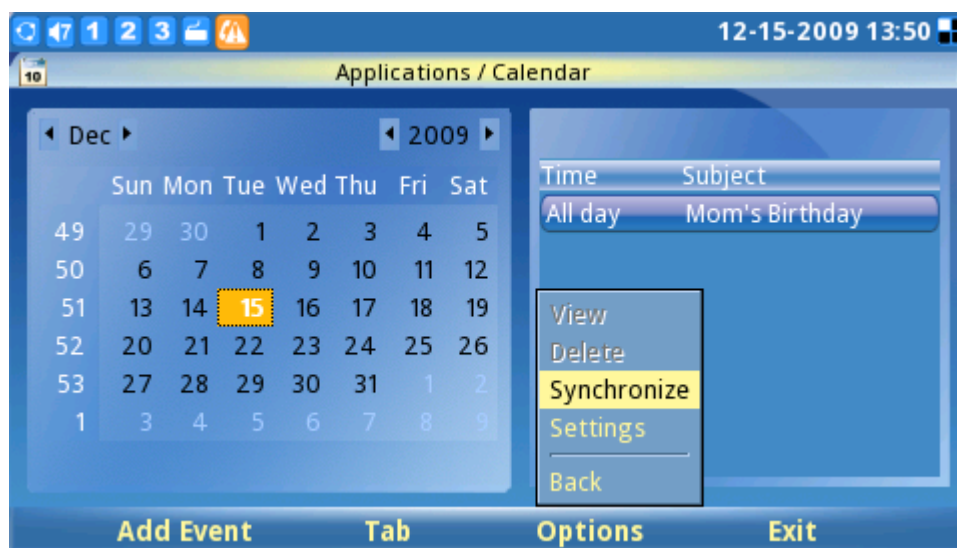 7 1 2 3 12-15-2009 13:50
10 Applications / Calendar
Dec 2009
Sun Mon Tue Wed Thu Fri Sat
49 29 30 1 2 3 4 5
50 6 7 8 9 10 11 12
51 13 14 15 16 17 18 19
52 20 21 22 23 24 25 26
53 27 28 29 30 31 1 2
1 3 4 5 6 7 8 9
Time Subject
All day Mom's Birthday
View
Delete
Synchronize
Settings
Back
Add Event Tab Options Exit